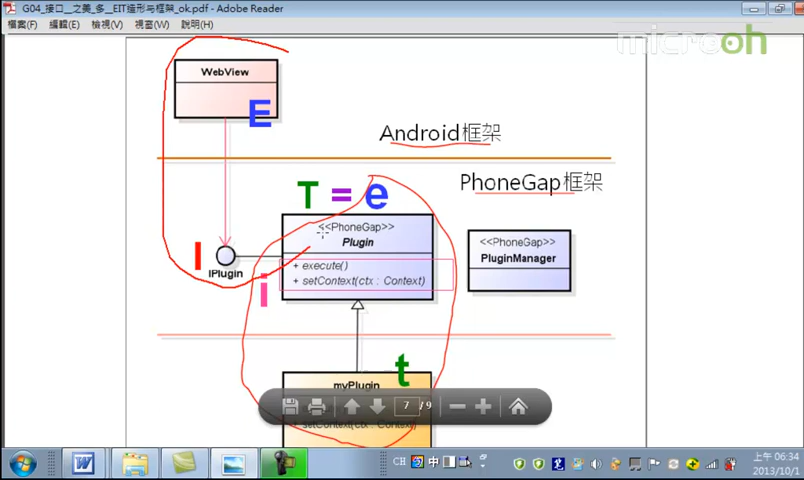 G04_接口__之美_多__EIT造形与框架_ok.pdf - Adobe Reader
檔案(F) 編輯(E) 檢視(V) 視窗(W) 說明(H)
microoh
WebView
E
Android框架
T = e
PhoneGap框架
<<PhoneGap>>
Plugin
<<PhoneGap>>
PluginManager
I
IPlugin
i
+ execute()
+ setContext(ctx : Context)
t
myPlugin
7 / 9
+ setContext(ctx : Context)
CH 中
上午 06:34
2013/10/1